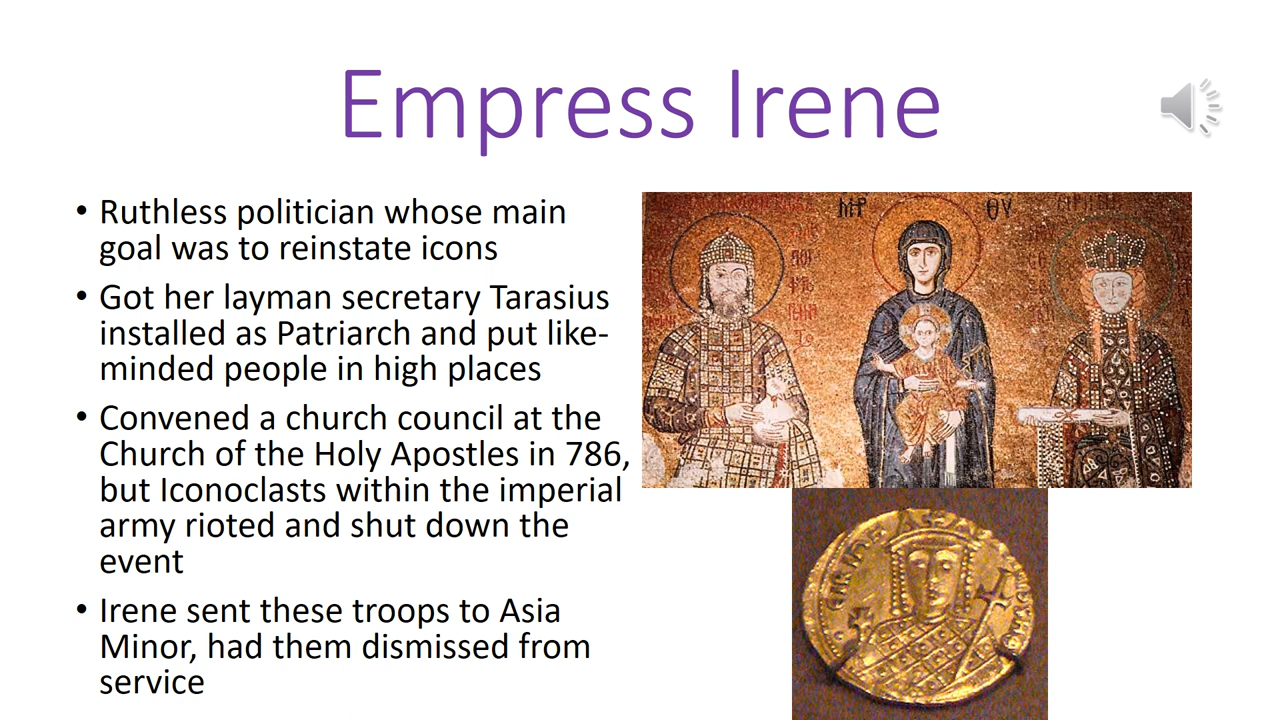 Empress Irene
• Ruthless politician whose main
goal was to reinstate icons
• Got her layman secretary Tarasius
installed as Patriarch and put like-
minded people in high places
• Convened a church council at the
Church of the Holy Apostles in 786,
but Iconoclasts within the imperial
army rioted and shut down the
event
• Irene sent these troops to Asia
Minor, had them dismissed from
service
ΜΡ ΘΥ